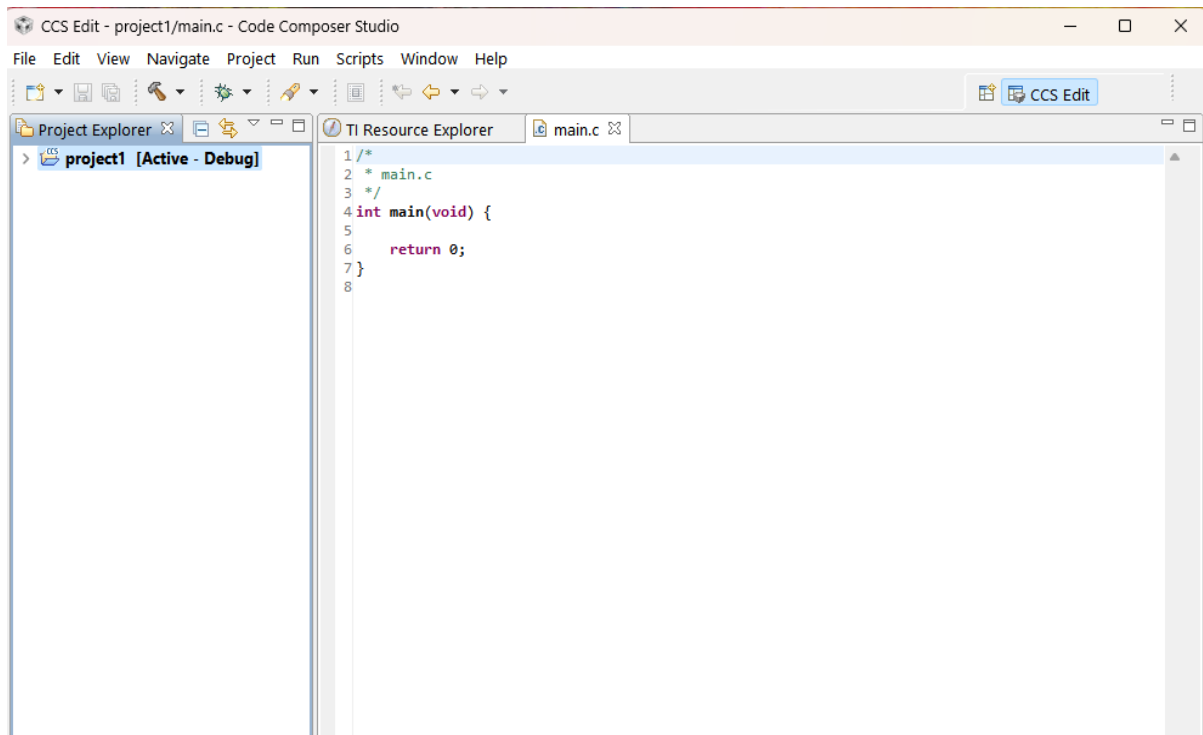 CCS Edit - project1/main.c - Code Composer Studio
File Edit View Navigate Project Run Scripts Window Help
CCS Edit
Project Explorer
TI Resource Explorer
main.c
project1 [Active - Debug]
1 /*
2  * main.c
3  */
4 int main(void) {
5
6     return 0;
7 }
8